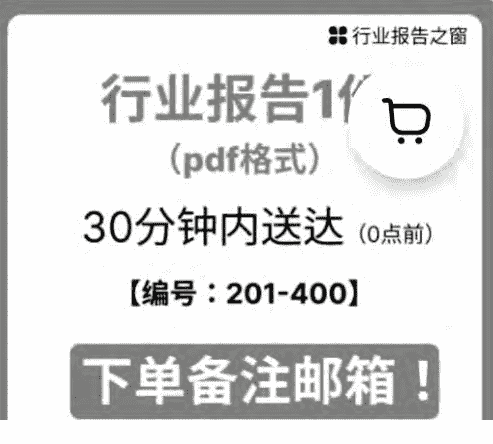 行业报告之窗
行业报告1
（pdf格式）
30分钟内送达（0点前）
【编号：201-400】
下单备注邮箱！